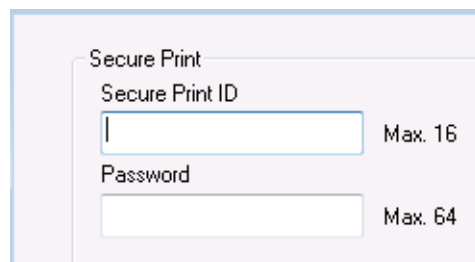 Secure Print
Secure Print ID
Max. 16
Password
Max. 64